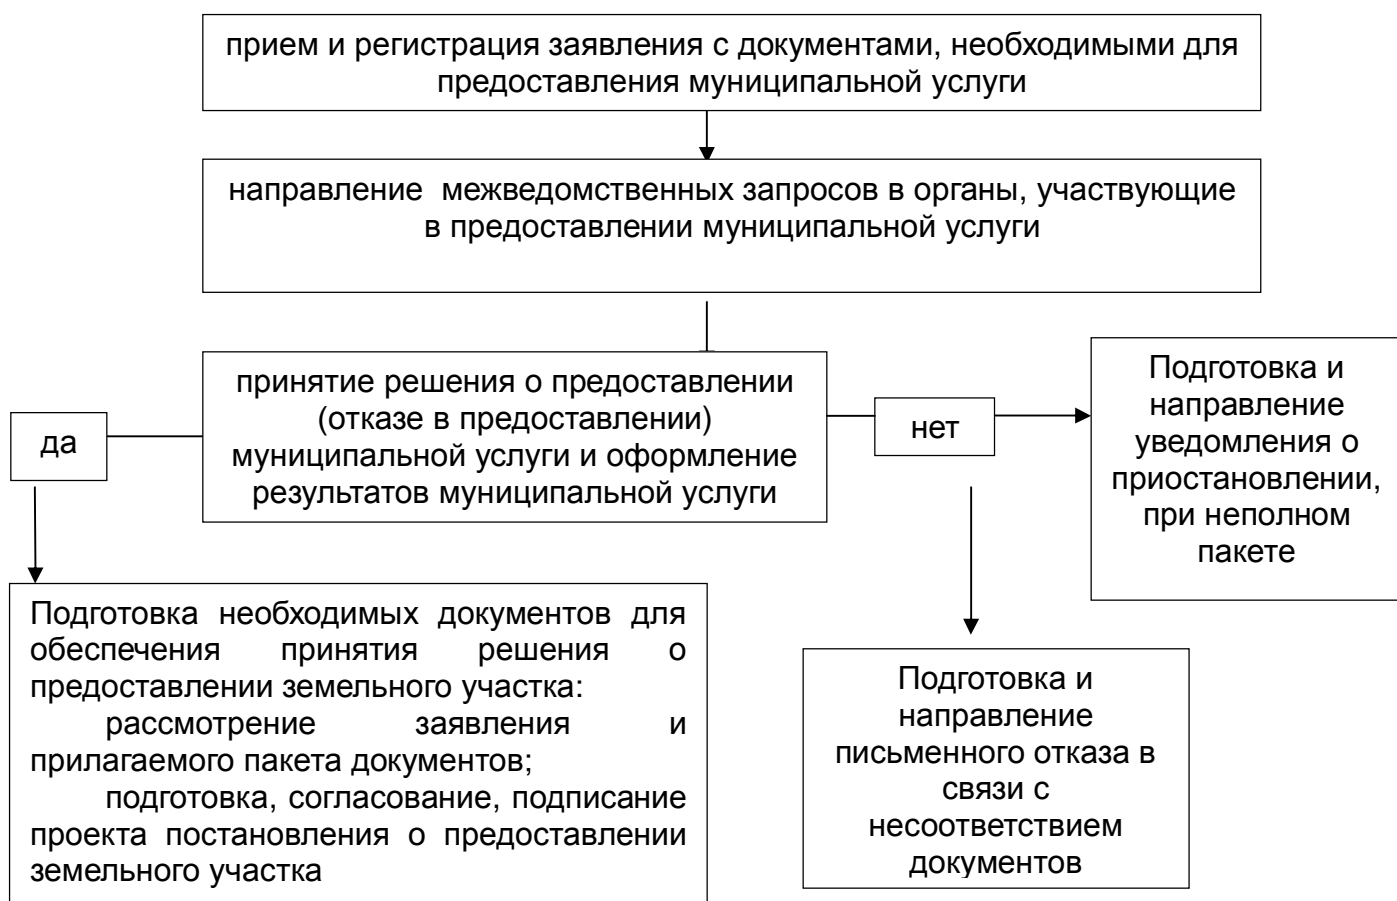 прием и регистрация заявления с документами, необходимыми для
предоставления муниципальной услуги
направление межведомственных запросов в органы, участвующие
в предоставлении муниципальной услуги
принятие решения о предоставлении
(отказе в предоставлении)
муниципальной услуги и оформление
результатов муниципальной услуги
да
нет
Подготовка и
направление
уведомления о
приостановлении,
при неполном
пакете
Подготовка необходимых документов для
обеспечения принятия решения о
предоставлении земельного участка:
рассмотрение заявления и
прилагаемого пакета документов;
подготовка, согласование, подписание
проекта постановления о предоставлении
земельного участка
Подготовка и
направление
письменного отказа в
связи с
несоответствием
документов